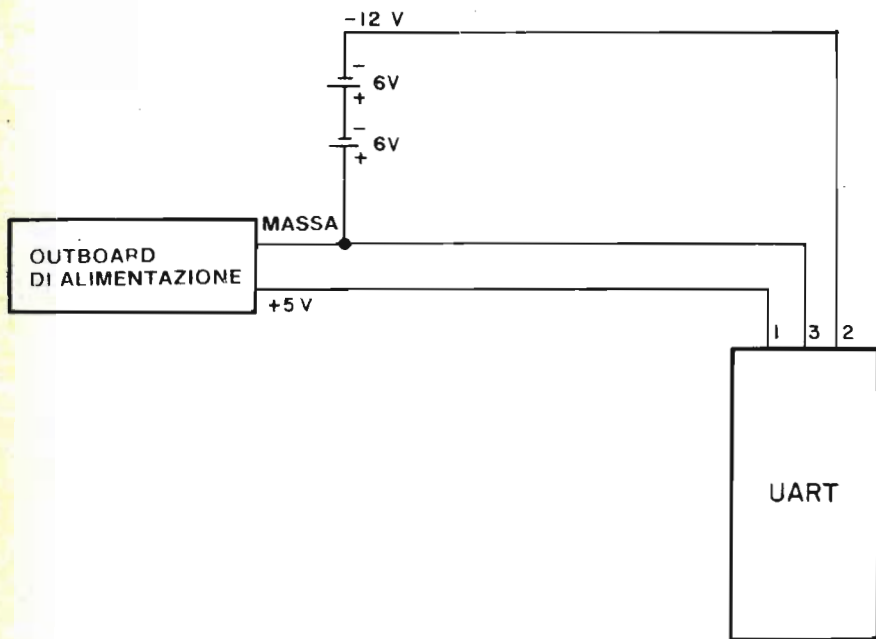 -12 V
-
6V
+
-
6V
+
MASSA
OUTBOARD
DI ALIMENTAZIONE
+5 V
1 3 2
UART